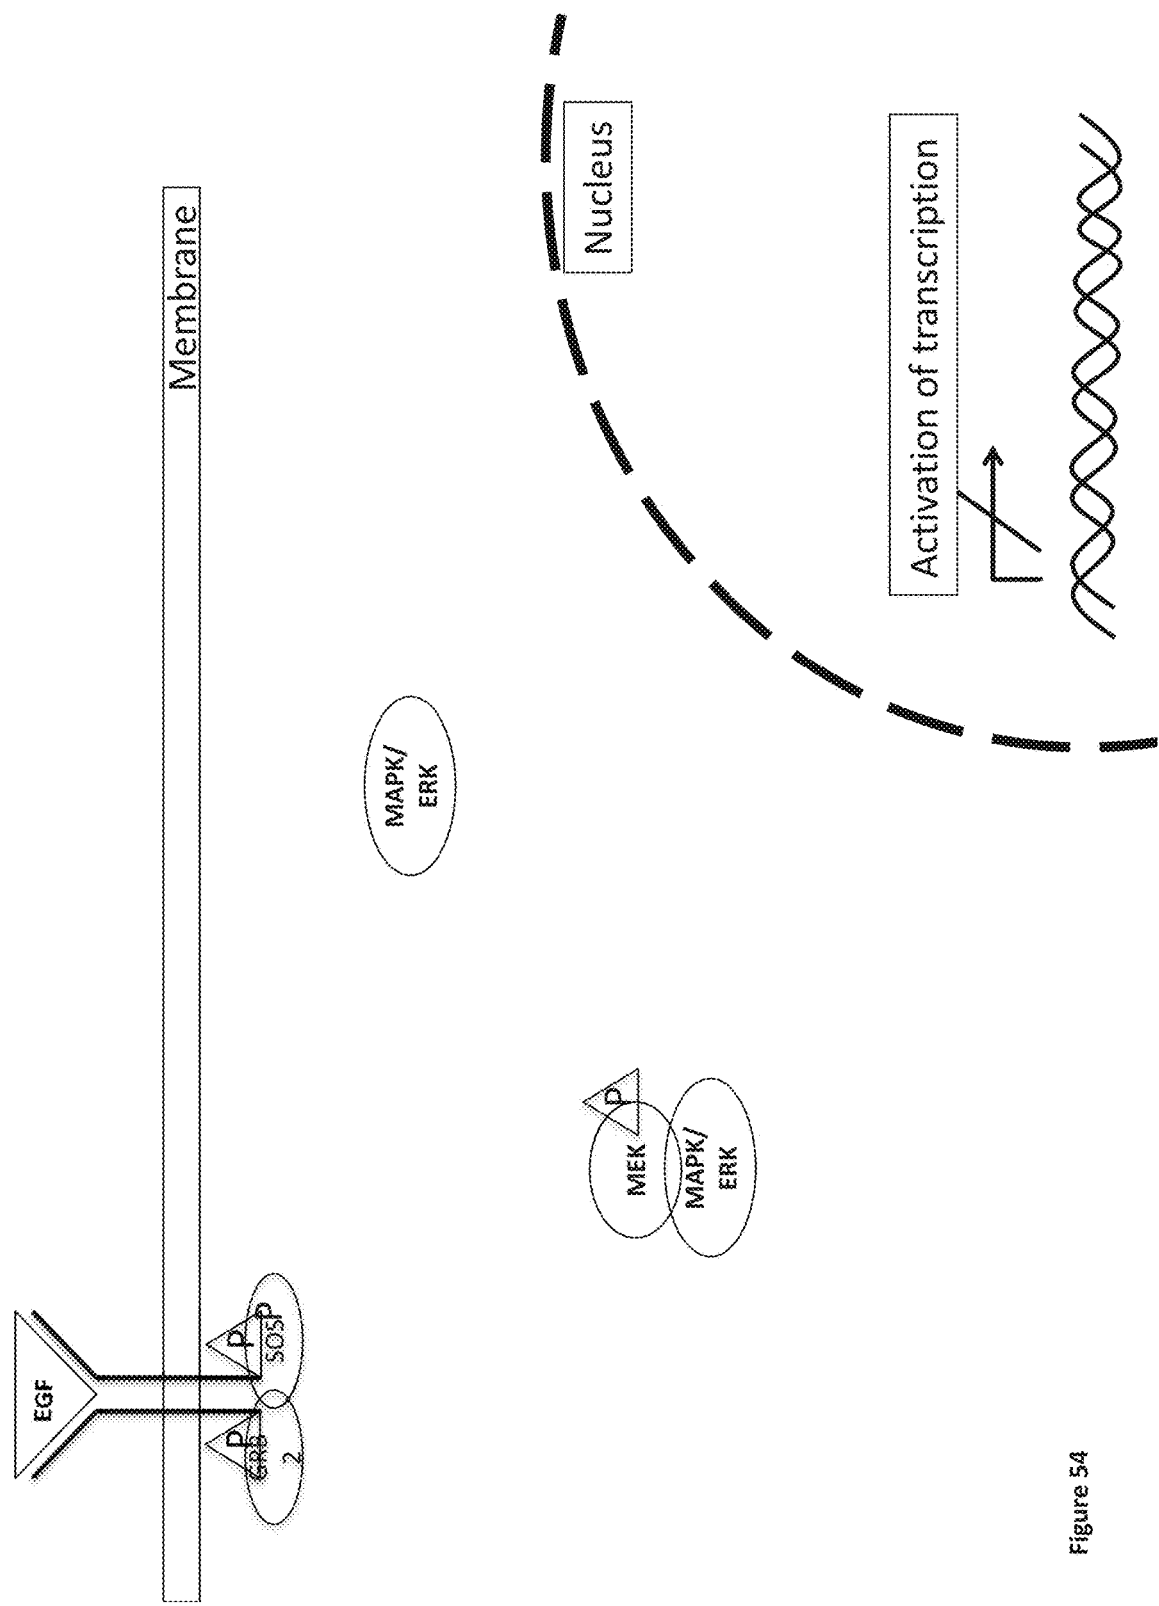 EGF
Membrane
P
P
P
GRB
2
SOS
MAPK/
ERK
P
MEK
MAPK/
ERK
Nucleus
Activation of transcription
Figure 54